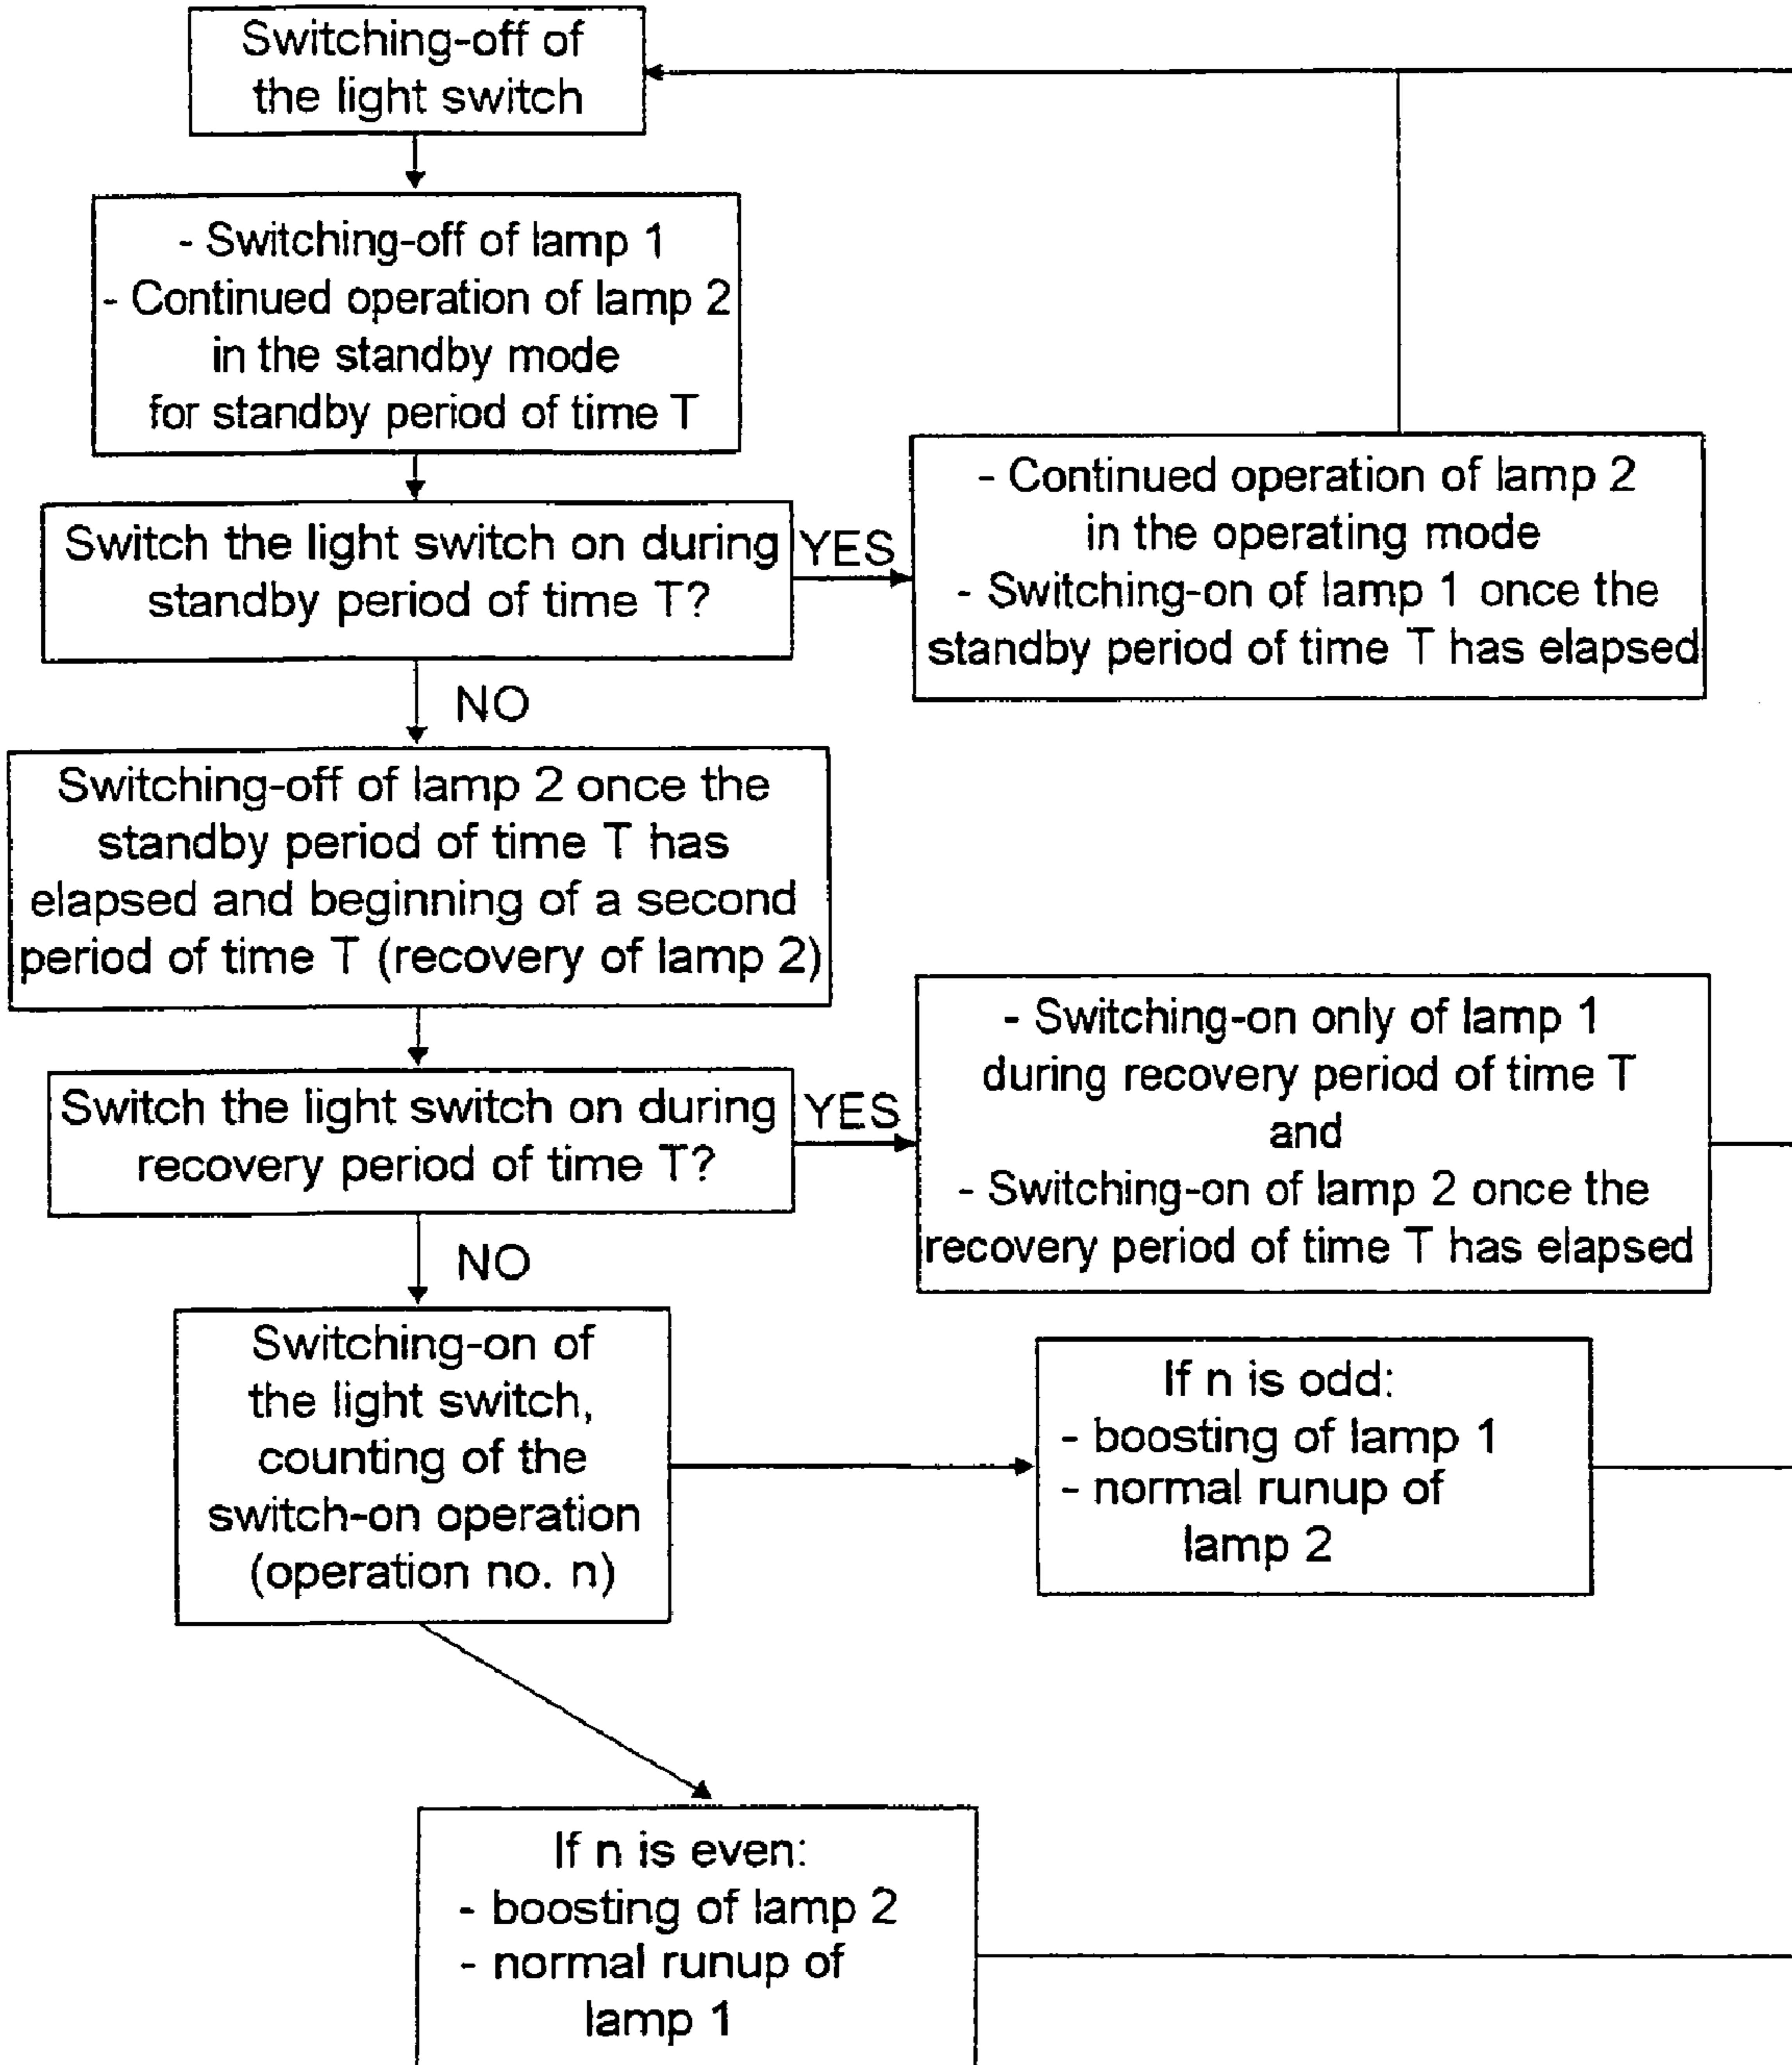 Switching-off of
the light switch
- Switching-off of lamp 1
- Continued operation of lamp 2
in the standby mode
for standby period of time T
Switch the light switch on during
standby period of time T?
YES
- Continued operation of lamp 2
in the operating mode
- Switching-on of lamp 1 once the
standby period of time T has elapsed
NO
Switching-off of lamp 2 once the
standby period of time T has
elapsed and beginning of a second
period of time T (recovery of lamp 2)
Switch the light switch on during
recovery period of time T?
YES
- Switching-on only of lamp 1
during recovery period of time T
and
- Switching-on of lamp 2 once the
recovery period of time T has elapsed
NO
Switching-on of
the light switch,
counting of the
switch-on operation
(operation no. n)
If n is odd:
- boosting of lamp 1
- normal runup of
lamp 2
If n is even:
- boosting of lamp 2
- normal runup of
lamp 1